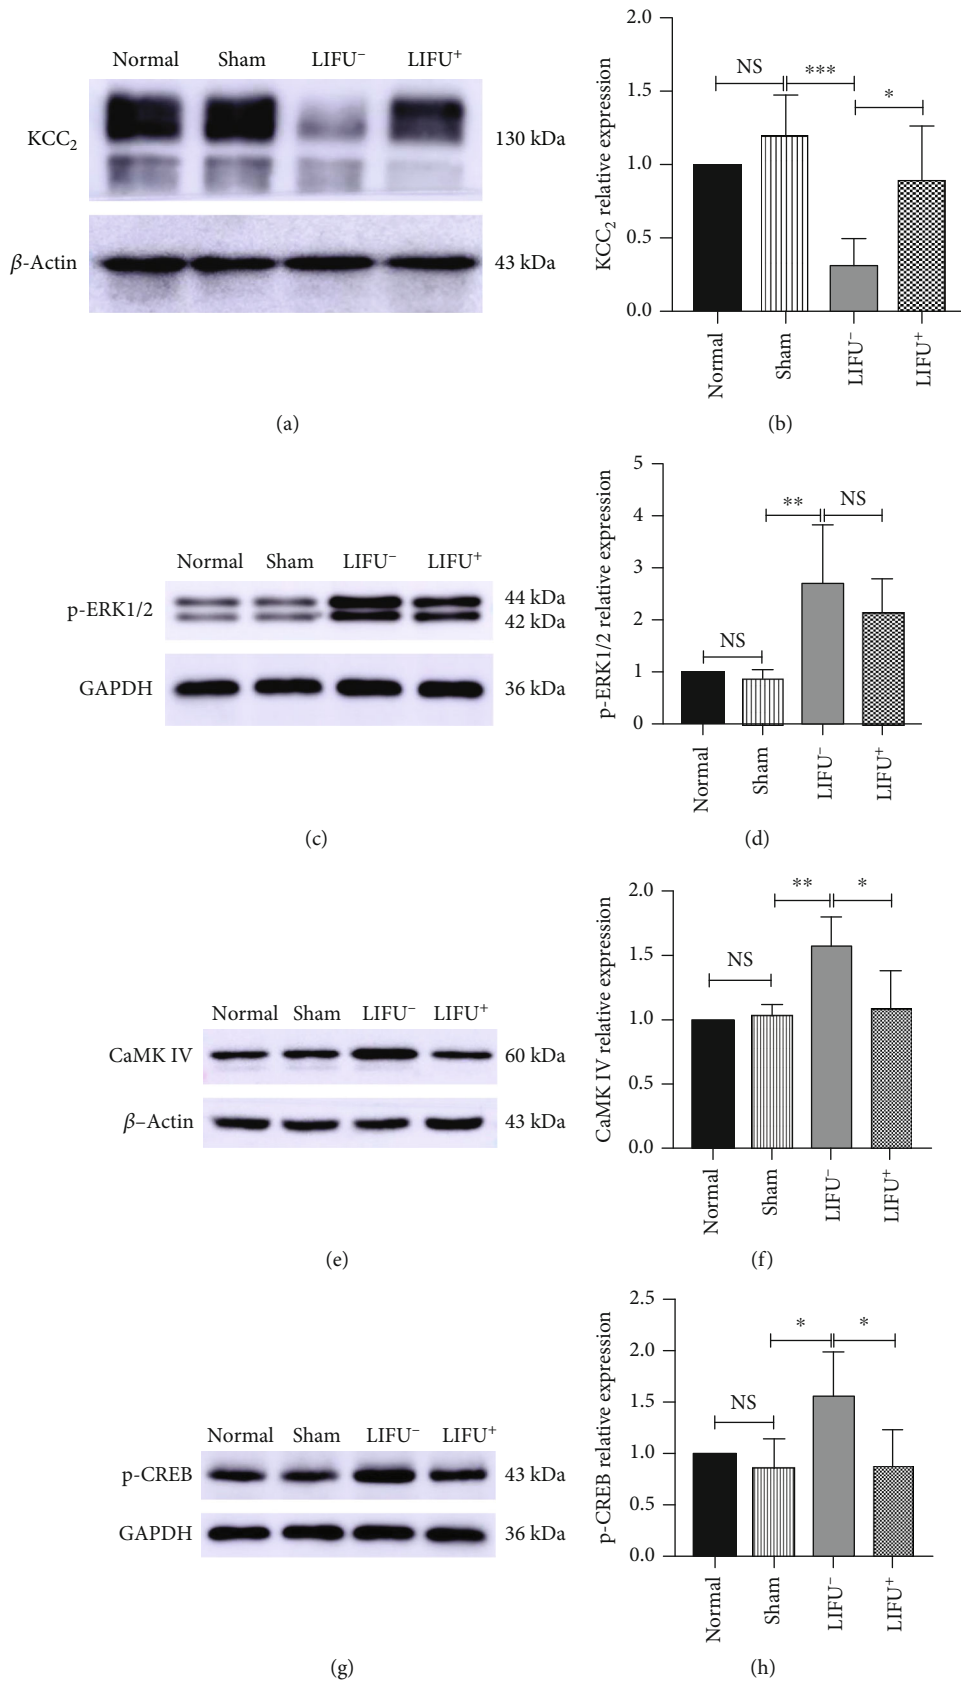 Normal Sham LIFU⁻ LIFU⁺
KCC₂ 130 kDa
β-Actin 43 kDa
(a)
KCC₂ relative expression
2.0
1.5
1.0
0.5
0.0
NS *** *
Normal Sham LIFU⁻ LIFU⁺
(b)
Normal Sham LIFU⁻ LIFU⁺
p-ERK1/2 44 kDa
42 kDa
GAPDH 36 kDa
(c)
p-ERK1/2 relative expression
5
4
3
2
1
0
** NS
NS
Normal Sham LIFU⁻ LIFU⁺
(d)
Normal Sham LIFU⁻ LIFU⁺
CaMK IV 60 kDa
β–Actin 43 kDa
(e)
CaMK IV relative expression
2.0
1.5
1.0
0.5
0.0
** *
NS
Normal Sham LIFU⁻ LIFU⁺
(f)
Normal Sham LIFU⁻ LIFU⁺
p-CREB 43 kDa
GAPDH 36 kDa
(g)
p-CREB relative expression
2.5
2.0
1.5
1.0
0.5
0.0
* *
NS
Normal Sham LIFU⁻ LIFU⁺
(h)